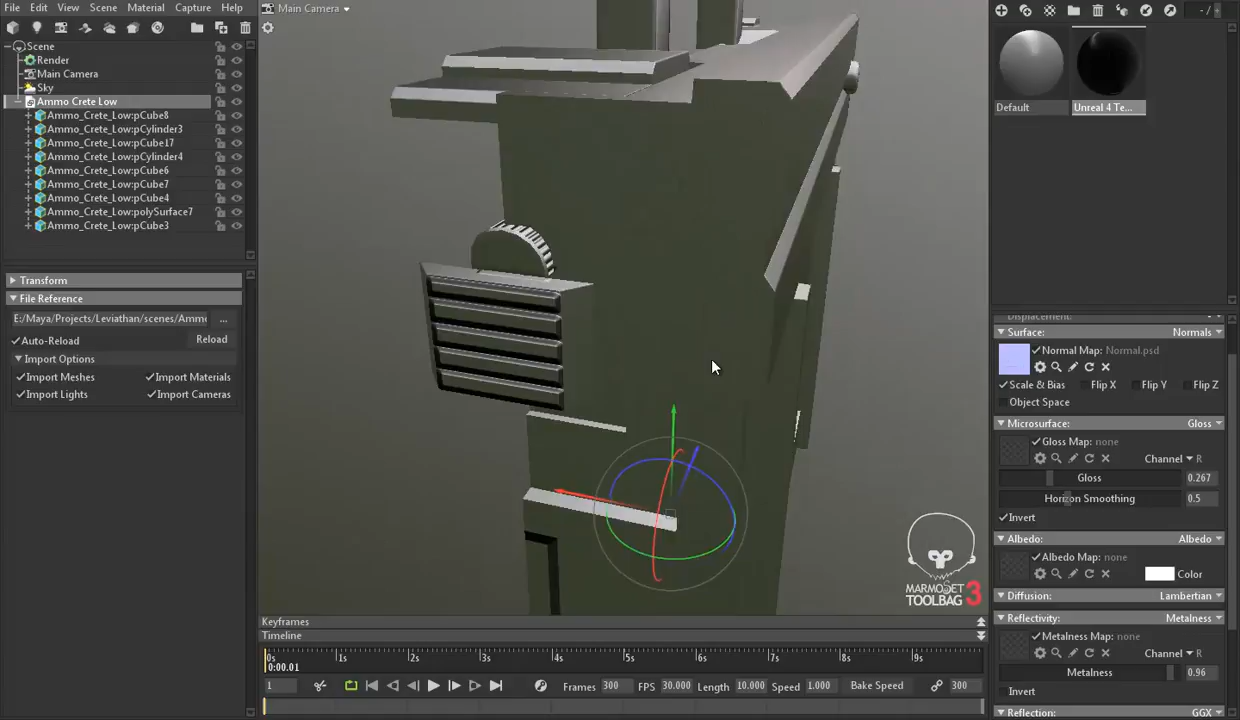 File Edit View Scene Material Capture Help
Main Camera
- /
Scene
Render
Main Camera
Sky
Ammo Crete Low
Ammo_Crete_Low:pCube8
Ammo_Crete_Low:pCylinder3
Ammo_Crete_Low:pCube17
Ammo_Crete_Low:pCylinder4
Ammo_Crete_Low:pCube6
Ammo_Crete_Low:pCube7
Ammo_Crete_Low:pCube4
Ammo_Crete_Low:polySurface7
Ammo_Crete_Low:pCube3
Transform
File Reference
E:/Maya/Projects/Leviathan/scenes/Ammo ...
Auto-Reload Reload
Import Options
Import Meshes Import Materials
Import Lights Import Cameras
Default Unreal 4 Te...
Displacement:
Surface: Normals
Normal Map: Normal.psd
Scale & Bias Flip X Flip Y Flip Z
Object Space
Microsurface: Gloss
Gloss Map: none
Channel R
Gloss 0.267
Horizon Smoothing 0.5
Invert
Albedo: Albedo
Albedo Map: none
Color
Diffusion: Lambertian
Reflectivity: Metalness
Metalness Map: none
Channel R
Metalness 0.96
Invert
Reflection: GGX
MARMOSET
TOOLBAG 3
Keyframes
Timeline
0s 1s 2s 3s 4s 5s 6s 7s 8s 9s
0:00.01
1 Frames 300 FPS 30.000 Length 10.000 Speed 1.000 Bake Speed 300